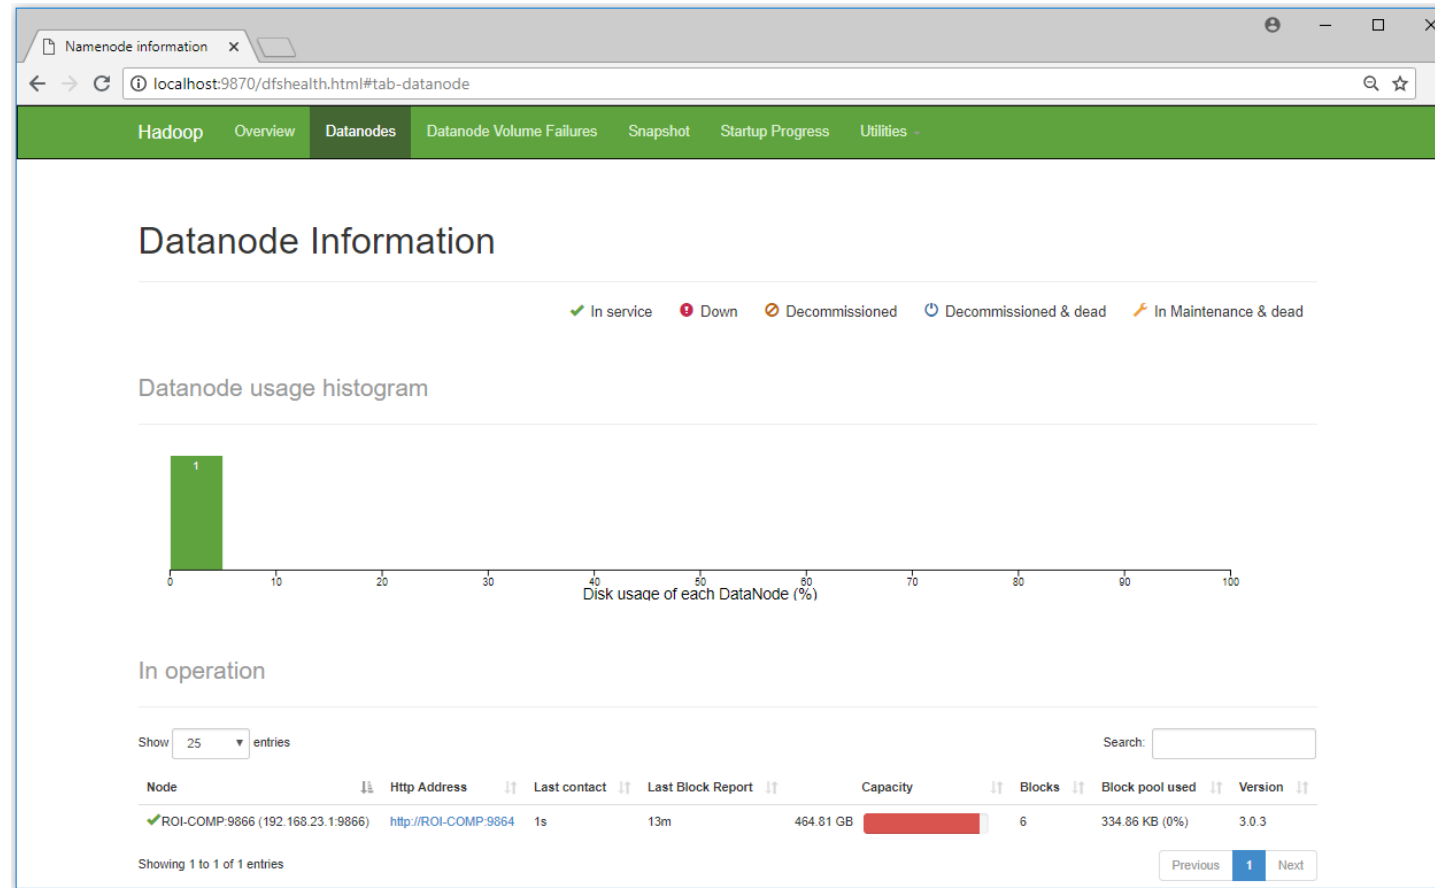 Namenode information
localhost:9870/dfshealth.html#tab-datanode
Hadoop Overview Datanodes Datanode Volume Failures Snapshot Startup Progress Utilities
Datanode Information
In service Down Decommissioned Decommissioned & dead In Maintenance & dead
Datanode usage histogram
1
0 10 20 30 40 50 60 70 80 90 100
Disk usage of each DataNode (%)
In operation
Show 25 entries Search:
Node Http Address Last contact Last Block Report Capacity Blocks Block pool used Version
ROI-COMP:9866 (192.168.23.1:9866) http://ROI-COMP:9864 1s 13m 464.81 GB 6 334.86 KB (0%) 3.0.3
Showing 1 to 1 of 1 entries Previous 1 Next